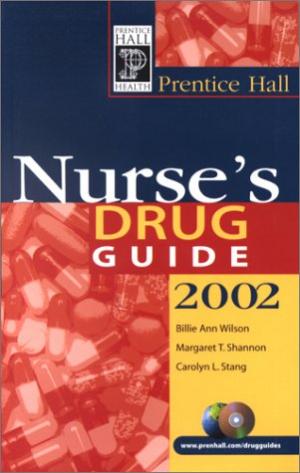 PRENTICE
HALL
P
HEALTH
Prentice Hall
Nurse's
DRUG
GUIDE
2002
Billie Ann Wilson
Margaret T. Shannon
Carolyn L. Stang
www.prenhall.com/drugguides